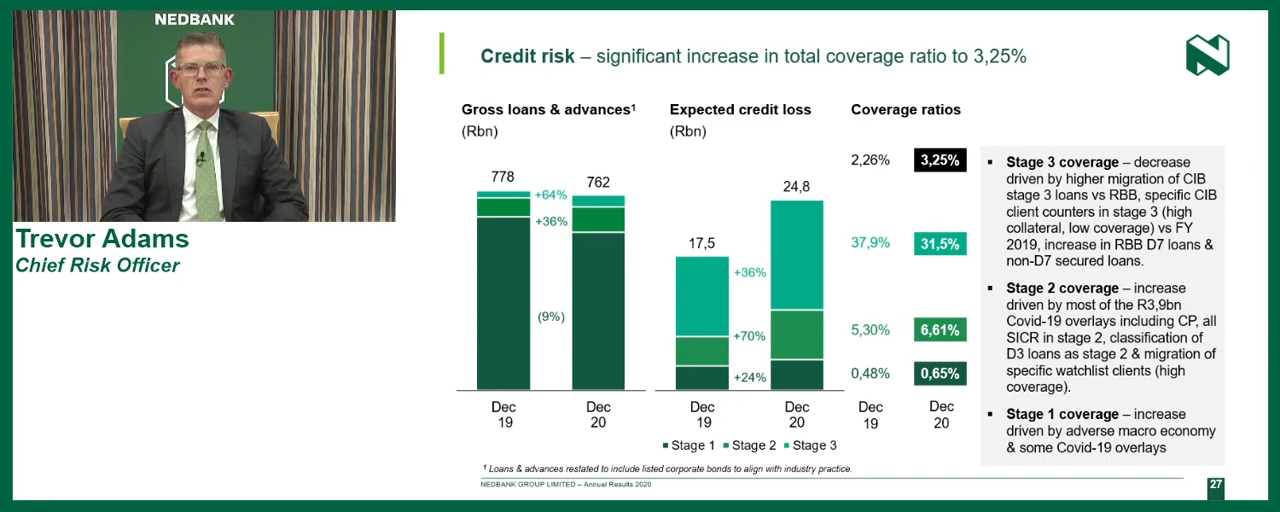 NEDBANK
Trevor Adams
Chief Risk Officer
Credit risk – significant increase in total coverage ratio to 3,25%
Gross loans & advances¹
(Rbn)
778
762
+64%
+36%
(9%)
Dec
19
Dec
20
Expected credit loss
(Rbn)
17,5
24,8
+36%
+70%
+24%
Dec
19
Dec
20
Coverage ratios
2,26% 3,25%
37,9% 31,5%
5,30% 6,61%
0,48% 0,65%
Dec
19
Dec
20
Stage 1 Stage 2 Stage 3
▪ Stage 3 coverage – decrease
driven by higher migration of CIB
stage 3 loans vs RBB, specific CIB
client counters in stage 3 (high
collateral, low coverage) vs FY
2019, increase in RBB D7 loans &
non-D7 secured loans.
▪ Stage 2 coverage – increase
driven by most of the R3,9bn
Covid-19 overlays including CP, all
SICR in stage 2, classification of
D3 loans as stage 2 & migration of
specific watchlist clients (high
coverage).
▪ Stage 1 coverage – increase
driven by adverse macro economy
& some Covid-19 overlays
¹ Loans & advances restated to include listed corporate bonds to align with industry practice.
NEDBANK GROUP LIMITED – Annual Results 2020
27